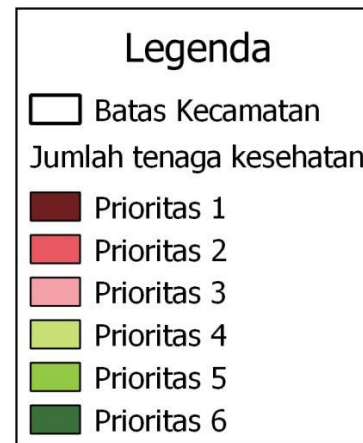 Legenda
Batas Kecamatan
Jumlah tenaga kesehatan
Prioritas 1
Prioritas 2
Prioritas 3
Prioritas 4
Prioritas 5
Prioritas 6